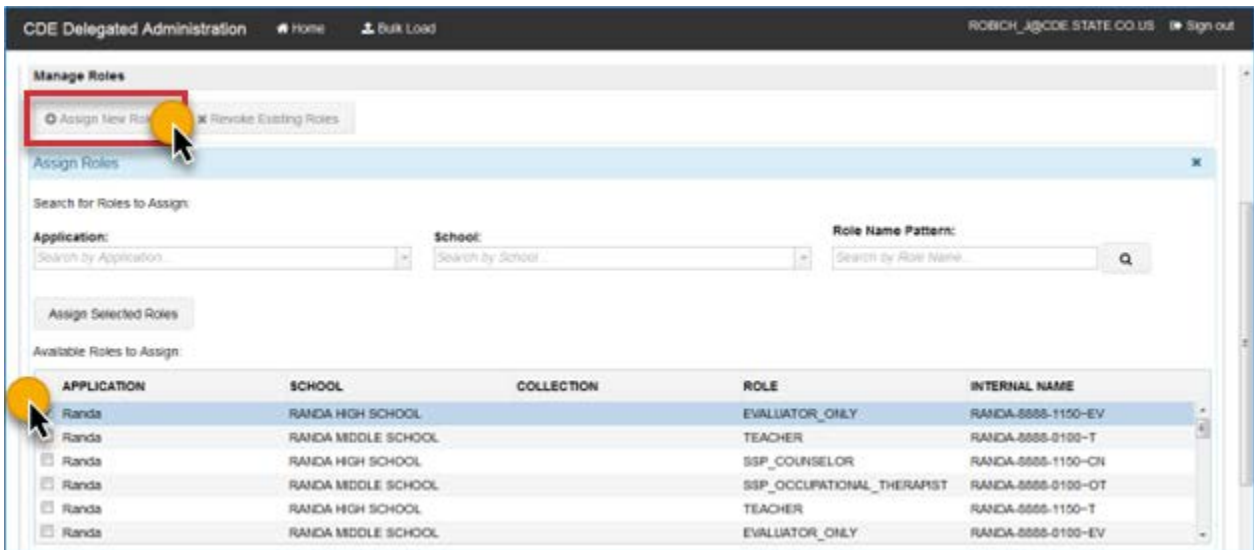 CDE Delegated Administration Home Bulk Load ROBICH_J@CDE.STATE.CO.US Sign out
Manage Roles
Assign New Revoke Existing Roles
Assign Roles
Search for Roles to Assign:
Application: School: Role Name Pattern:
Search by Application... Search by School... Search by Role Name...
Assign Selected Roles
Available Roles to Assign:
APPLICATION SCHOOL COLLECTION ROLE INTERNAL NAME
Randa RANDA HIGH SCHOOL EVALUATOR_ONLY RANDA-8888-1150~EV
Randa RANDA MIDDLE SCHOOL TEACHER RANDA-8888-0100~T
Randa RANDA HIGH SCHOOL SSP_COUNSELOR RANDA-8888-1150~CN
Randa RANDA MIDDLE SCHOOL SSP_OCCUPATIONAL_THERAPIST RANDA-8888-0100~OT
Randa RANDA HIGH SCHOOL TEACHER RANDA-8888-1150~T
Randa RANDA MIDDLE SCHOOL EVALUATOR_ONLY RANDA-8888-0100~EV